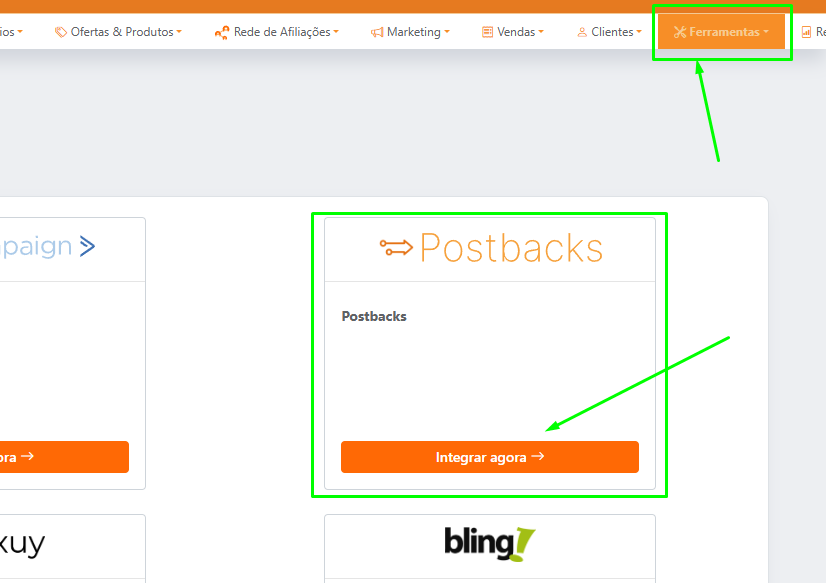 ios
Ofertas & Produtos
Rede de Afiliações
Marketing
Vendas
Clientes
Ferramentas
Re
paign
Postbacks
Postbacks
ora →
Integrar agora →
xuy
bling!